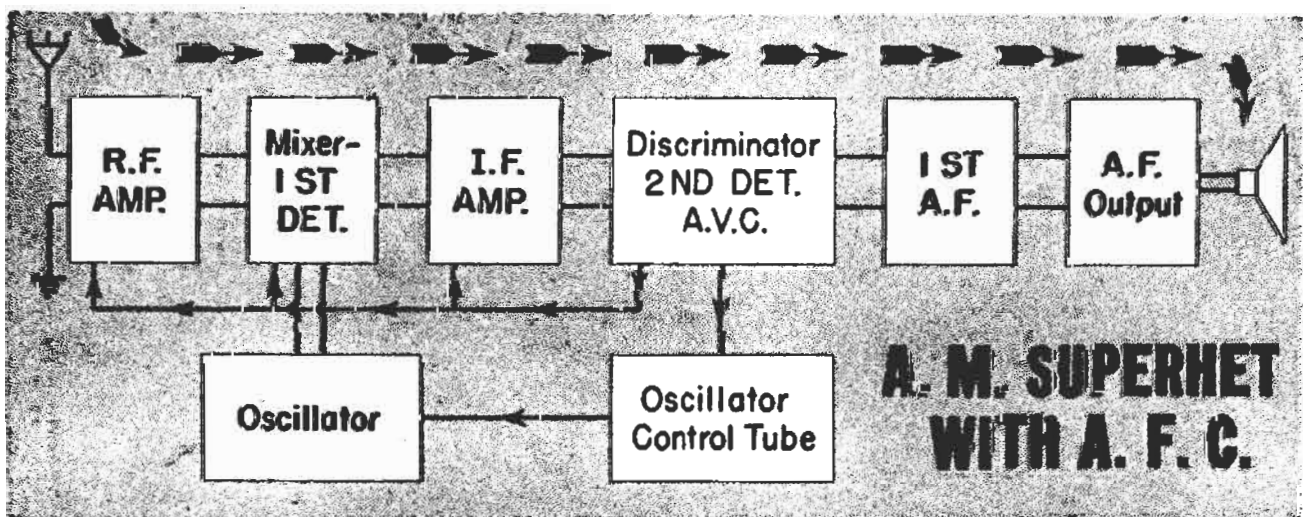 R.F.
AMP.
Mixer-
1 ST
DET.
I.F.
AMP.
Discriminator
2ND DET.
A.V.C.
1 ST
A.F.
A.F.
Output
Oscillator
Oscillator
Control Tube
A. M. SUPERHET
WITH A. F. C.